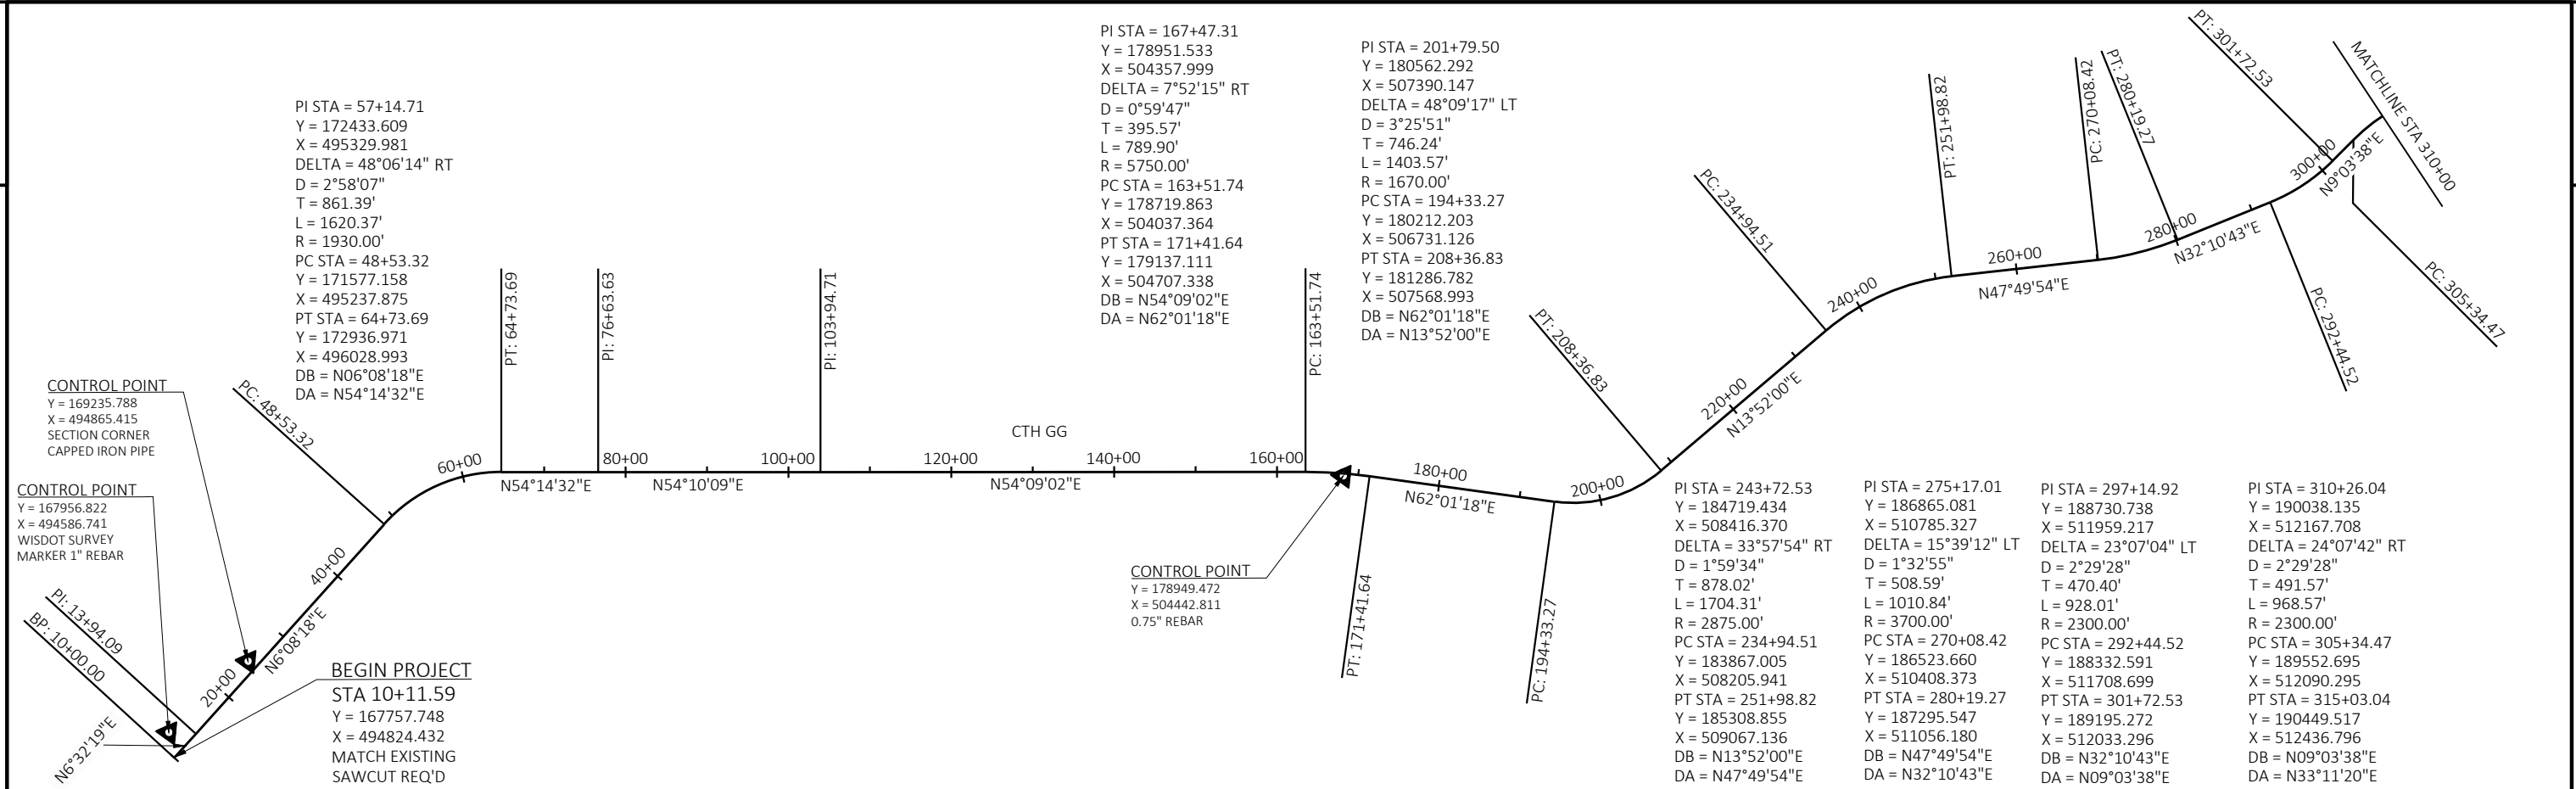 PI STA = 57+14.71
Y = 172433.609
X = 495329.981
DELTA = 48°06'14" RT
D = 2°58'07"
T = 861.39'
L = 1620.37'
R = 1930.00'
PC STA = 48+53.32
Y = 171577.158
X = 495237.875
PT STA = 64+73.69
Y = 172936.971
X = 496028.993
DB = N06°08'18"E
DA = N54°14'32"E
PI STA = 167+47.31
Y = 178951.533
X = 504357.999
DELTA = 7°52'15" RT
D = 0°59'47"
T = 395.57'
L = 789.90'
R = 5750.00'
PC STA = 163+51.74
Y = 178719.863
X = 504037.364
PT STA = 171+41.64
Y = 179137.111
X = 504707.338
DB = N54°09'02"E
DA = N62°01'18"E
PI STA = 201+79.50
Y = 180562.292
X = 507390.147
DELTA = 48°09'17" LT
D = 3°25'51"
T = 746.24'
L = 1403.57'
R = 1670.00'
PC STA = 194+33.27
Y = 180212.203
X = 506731.126
PT STA = 208+36.83
Y = 181286.782
X = 507568.993
DB = N62°01'18"E
DA = N13°52'00"E
CONTROL POINT
Y = 169235.788
X = 494865.415
SECTION CORNER
CAPPED IRON PIPE
CONTROL POINT
Y = 167956.822
X = 494586.741
WISDOT SURVEY
MARKER 1" REBAR
PI: 13+94.09
BP: 10+00.00
N6°32'19"E
BEGIN PROJECT
STA 10+11.59
Y = 167757.748
X = 494824.432
MATCH EXISTING
SAWCUT REQ'D
20+00
N6°08'18"E
40+00
PC: 48+53.32
60+00
PT: 64+73.69
N54°14'32"E
PI: 76+63.63
80+00
N54°10'09"E
100+00
PI: 103+94.71
120+00
CTH GG
N54°09'02"E
140+00
160+00
PC: 163+51.74
CONTROL POINT
Y = 178949.472
X = 504442.811
0.75" REBAR
PT: 171+41.64
180+00
N62°01'18"E
PC: 194+33.27
200+00
PT: 208+36.83
220+00
N13°52'00"E
PC: 234+94.51
240+00
PT: 251+98.82
260+00
N47°49'54"E
PC: 270+08.42
PT: 280+19.27
280+00
N32°10'43"E
PC: 292+44.52
300+00
PT: 301+72.53
N9°03'38"E
PC: 305+34.47
MATCHLINE STA 310+00
PI STA = 243+72.53
Y = 184719.434
X = 508416.370
DELTA = 33°57'54" RT
D = 1°59'34"
T = 878.02'
L = 1704.31'
R = 2875.00'
PC STA = 234+94.51
Y = 183867.005
X = 508205.941
PT STA = 251+98.82
Y = 185308.855
X = 509067.136
DB = N13°52'00"E
DA = N47°49'54"E
PI STA = 275+17.01
Y = 186865.081
X = 510785.327
DELTA = 15°39'12" LT
D = 1°32'55"
T = 508.59'
L = 1010.84'
R = 3700.00'
PC STA = 270+08.42
Y = 186523.660
X = 510408.373
PT STA = 280+19.27
Y = 187295.547
X = 511056.180
DB = N47°49'54"E
DA = N32°10'43"E
PI STA = 297+14.92
Y = 188730.738
X = 511959.217
DELTA = 23°07'04" LT
D = 2°29'28"
T = 470.40'
L = 928.01'
R = 2300.00'
PC STA = 292+44.52
Y = 188332.591
X = 511708.699
PT STA = 301+72.53
Y = 189195.272
X = 512033.296
DB = N32°10'43"E
DA = N09°03'38"E
PI STA = 310+26.04
Y = 190038.135
X = 512167.708
DELTA = 24°07'42" RT
D = 2°29'28"
T = 491.57'
L = 968.57'
R = 2300.00'
PC STA = 305+34.47
Y = 189552.695
X = 512090.295
PT STA = 315+03.04
Y = 190449.517
X = 512436.796
DB = N09°03'38"E
DA = N33°11'20"E